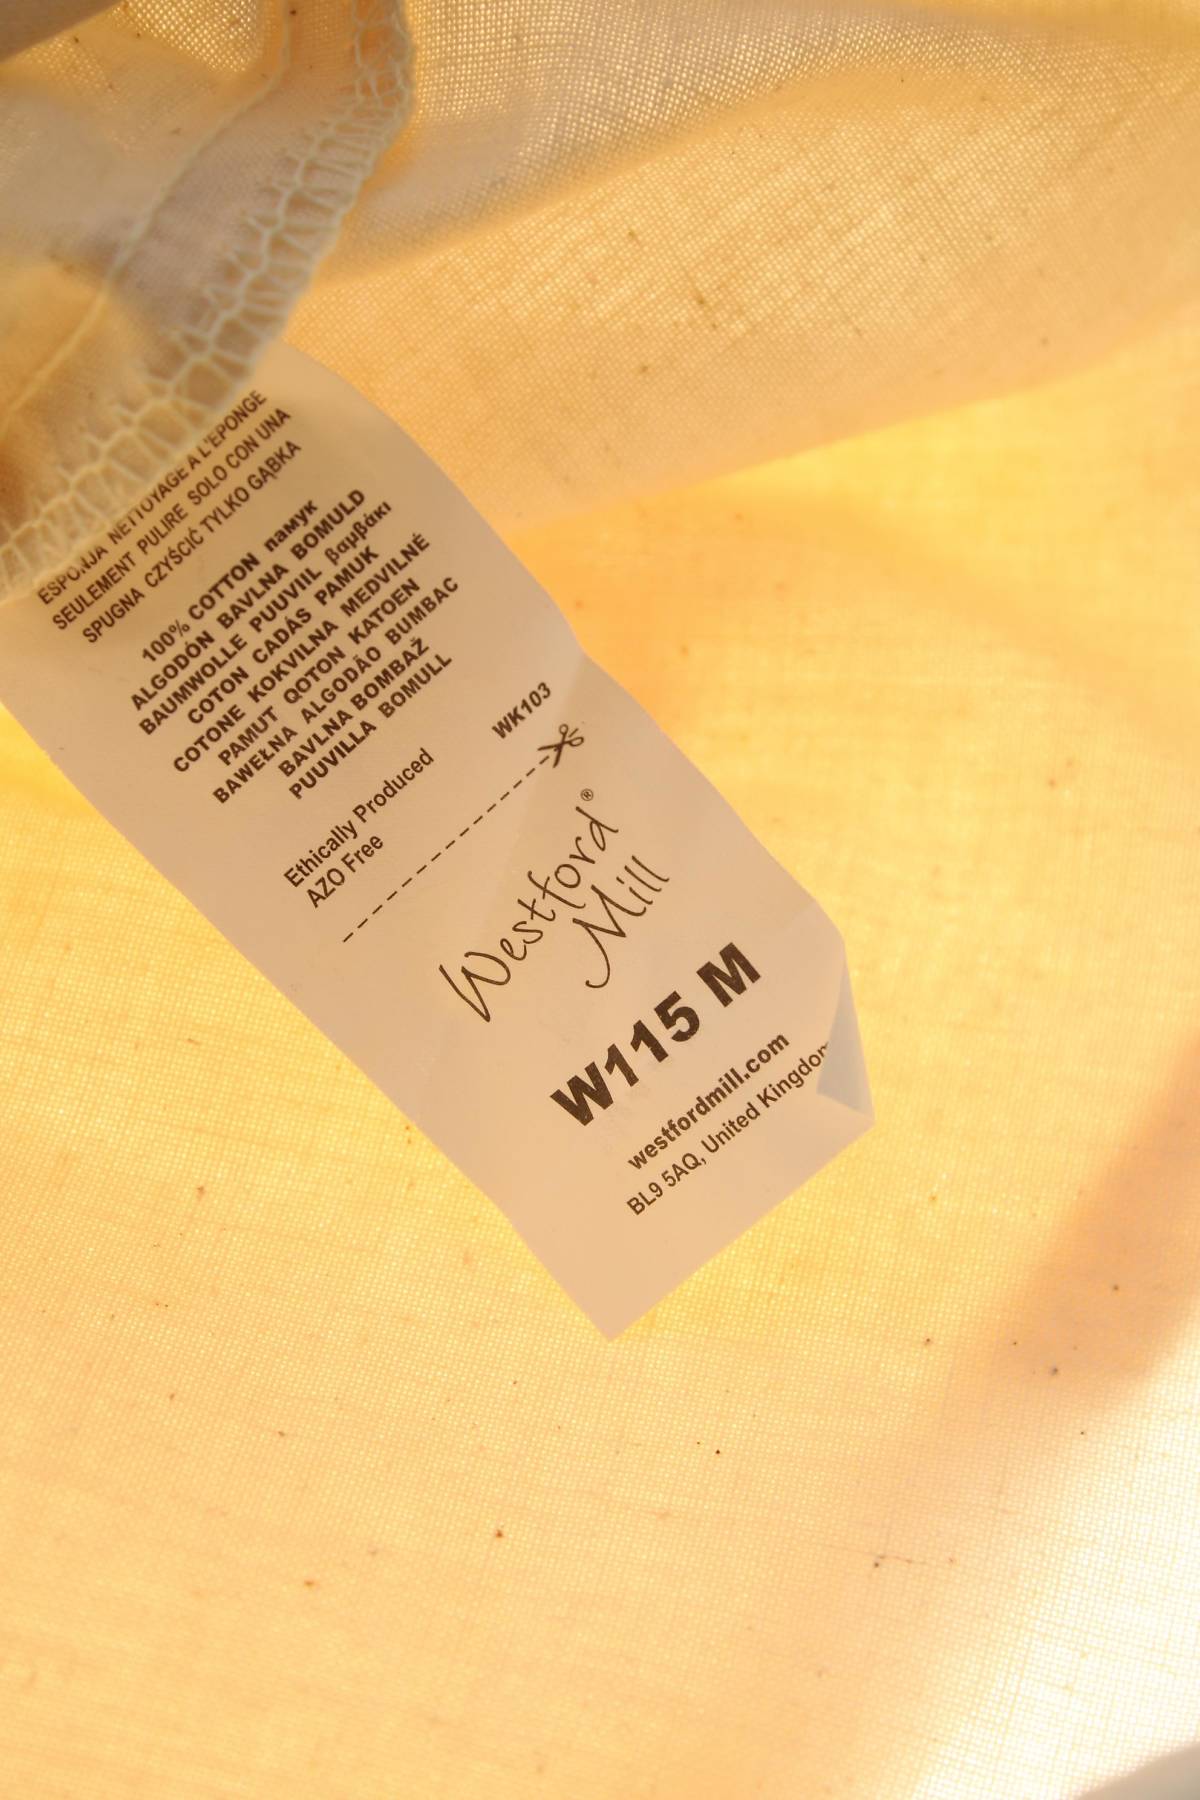 ESPONJA NETTOYAGE A L'ÉPONGE
SEULEMENT PULIRE SOLO CON UNA
SPUGNA CZYŚCIĆ TYLKO GĄBKA
100% COTTON памук
ALGODÓN BAVLNA BOMULD
BAUMWOLLE PUUVIIL βαμβάκι
COTON CADÁS PAMUK
COTONE KOKVILNA MEDVILNĖ
PAMUT QOTON KATOEN
BAWEŁNA ALGODÃO BUMBAC
BAVLNA BOMBAŽ
PUUVILLA BOMULL
Ethically Produced
AZO Free
WK103
Westford®
Mill
W115 M
westfordmill.com
BL9 5AQ, United Kingdom